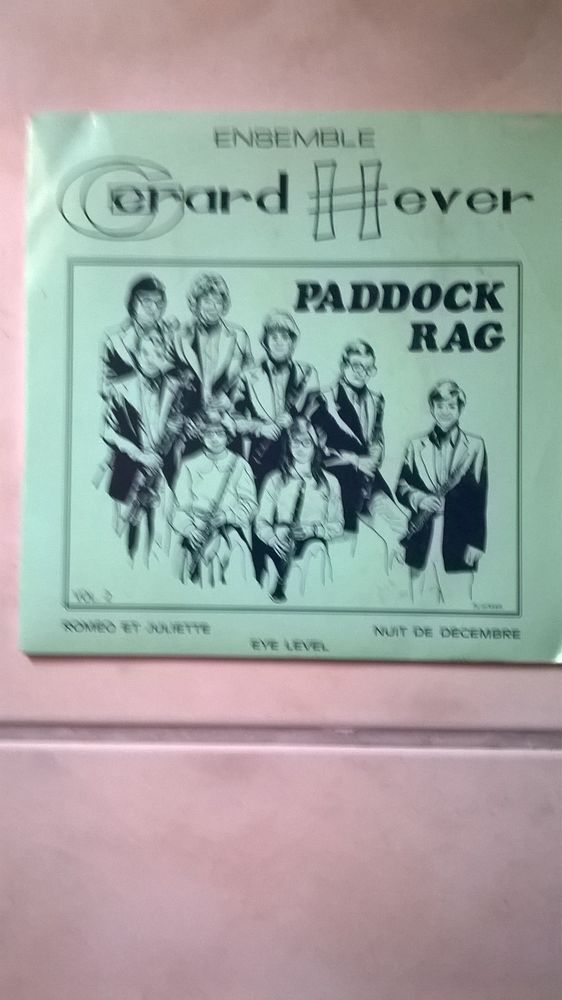 ENSEMBLE
Gerard Hever
PADDOCK
RAG
VOL. 2
ROMEO ET JULIETTE
NUIT DE DECEMBRE
EYE LEVEL